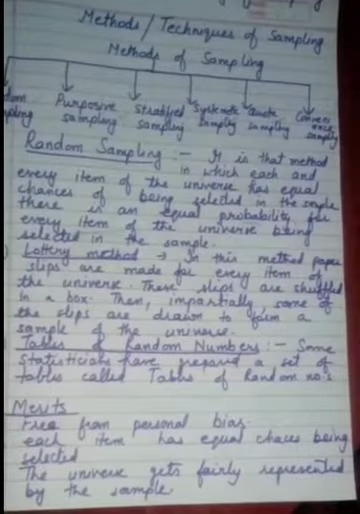 Methods/Techniques of Sampling
Methods of Sampling
Purposive Stratified Systematic Quota
sampling sampling sampling sampling
Random Sampling :- It is that method
in which each and
every item of the universe has equal
chances of being selected in the sample
there is an equal probability for
every item of the universe being
selected in the sample.
Lottery method → In this method paper
slips are made for every item of
the universe. These slips are shuffled
in a box. Then, impartially, some of
the slips are drawn to form a
sample of the universe.
Tables of Random Numbers :- Some
Statisticians have prepared a set of
tables called Tables of Random no's
Merits
Free from personal bias.
each item has equal chaces being
selected
The universe gets fairly represented
by the sample.